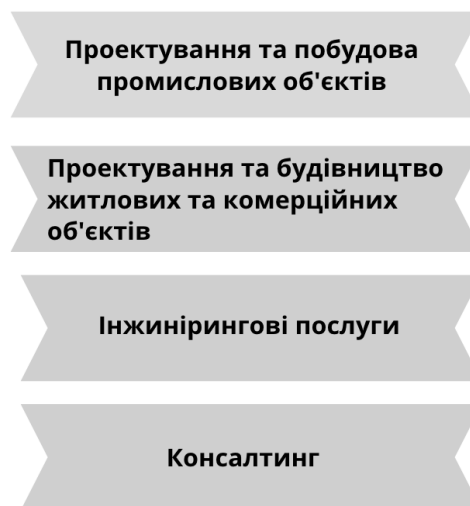 Проектування та побудова
промислових об'єктів
Проектування та будівництво
житлових та комерційних
об'єктів
Інжинірингові послуги
Консалтинг